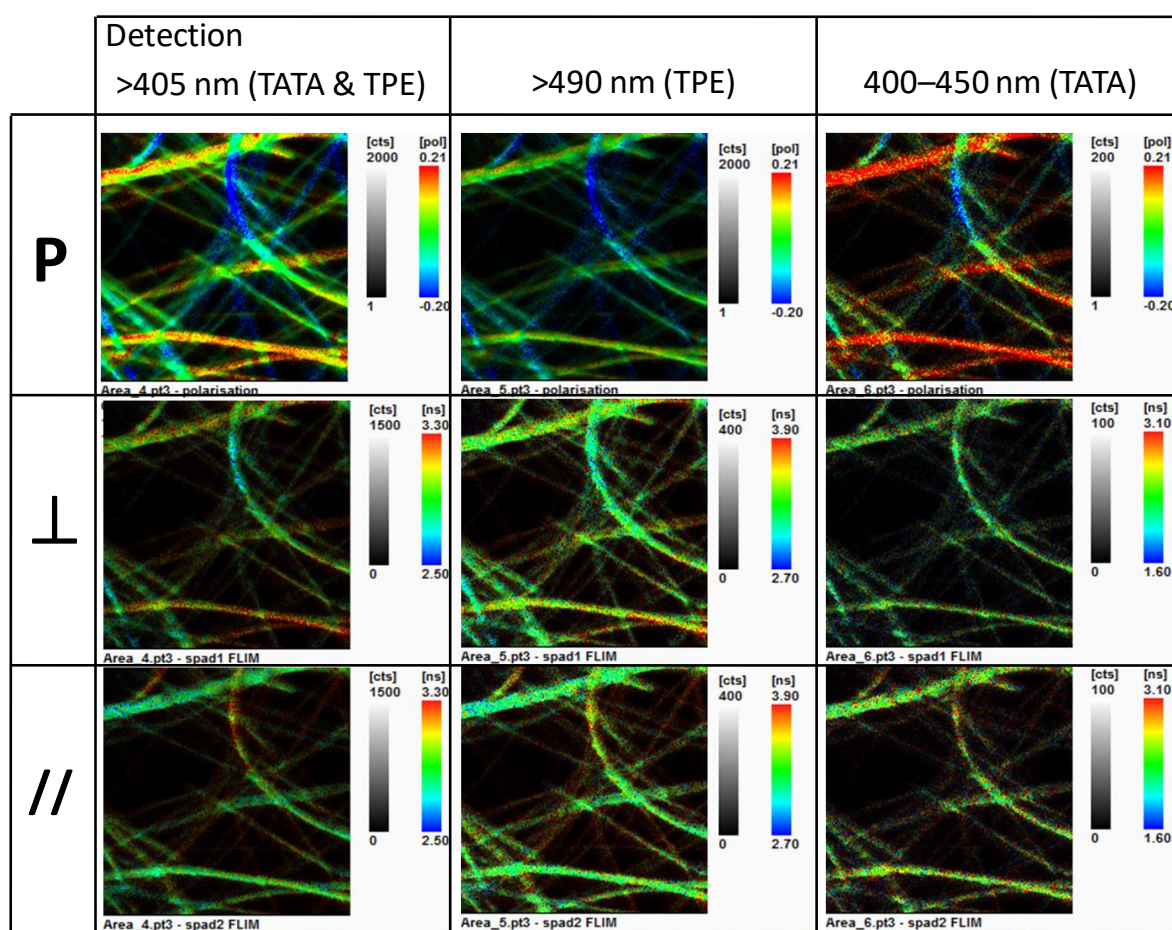 Detection
>405 nm (TATA & TPE)
>490 nm (TPE)
400–450 nm (TATA)
P
[cts] [pol]
2000 0.21
1 -0.20
Area_4.pt3 - polarisation
[cts] [pol]
2000 0.21
1 -0.20
Area_5.pt3 - polarisation
[cts] [pol]
200 0.21
1 -0.20
Area_6.pt3 - polarisation
⊥
[cts] [ns]
1500 3.30
0 2.50
Area_4.pt3 - spad1 FLIM
[cts] [ns]
400 3.90
0 2.70
Area_5.pt3 - spad1 FLIM
[cts] [ns]
100 3.10
0 1.60
Area_6.pt3 - spad1 FLIM
//
[cts] [ns]
1500 3.30
0 2.50
Area_4.pt3 - spad2 FLIM
[cts] [ns]
400 3.90
0 2.70
Area_5.pt3 - spad2 FLIM
[cts] [ns]
100 3.10
0 1.60
Area_6.pt3 - spad2 FLIM